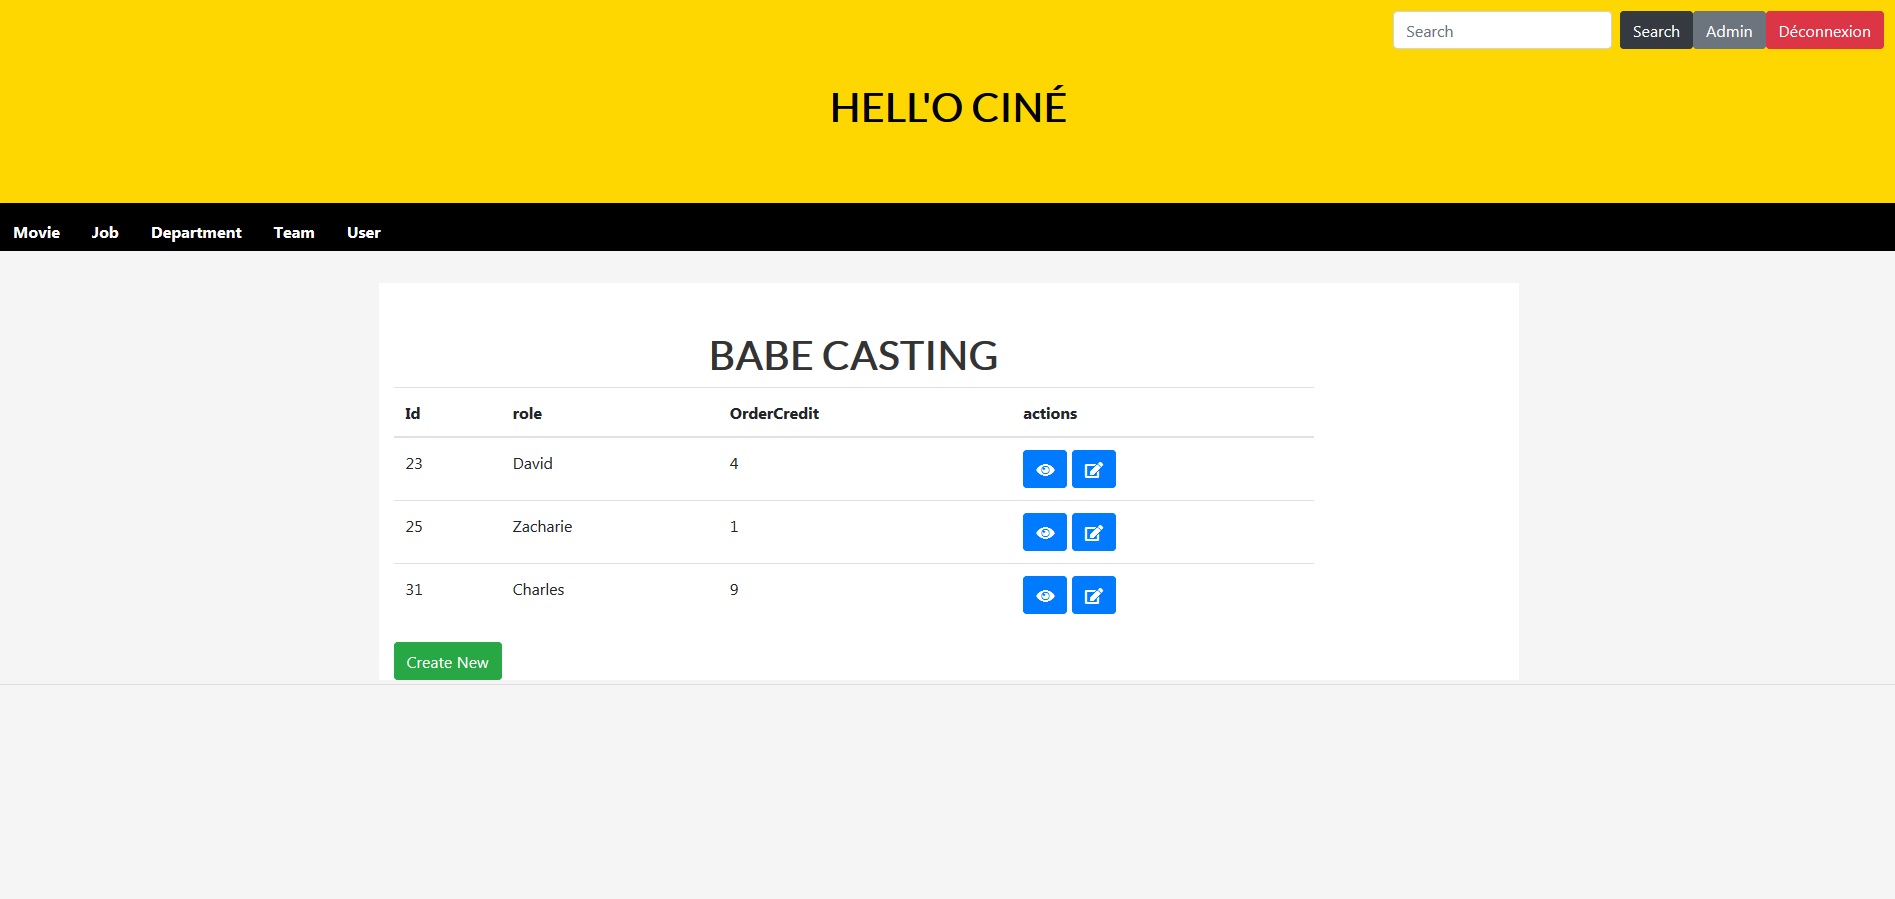 Search Search Admin Déconnexion
HELL'O CINÉ
Movie Job Department Team User
BABE CASTING
Id role OrderCredit actions
23 David 4
25 Zacharie 1
31 Charles 9
Create New